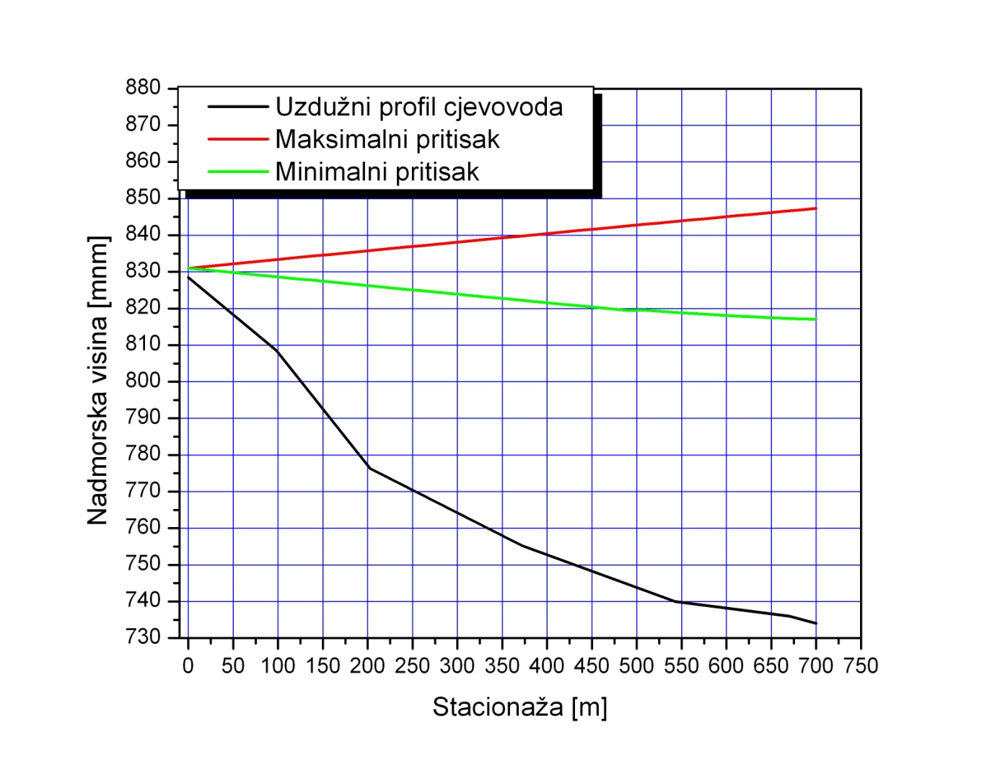 Uzdužni profil cjevovoda
Maksimalni pritisak
Minimalni pritisak
880
870
860
850
840
830
820
810
800
790
780
770
760
750
740
730
Nadmorska visina [mnm]
0 50 100 150 200 250 300 350 400 450 500 550 600 650 700 750
Stacionaža [m]